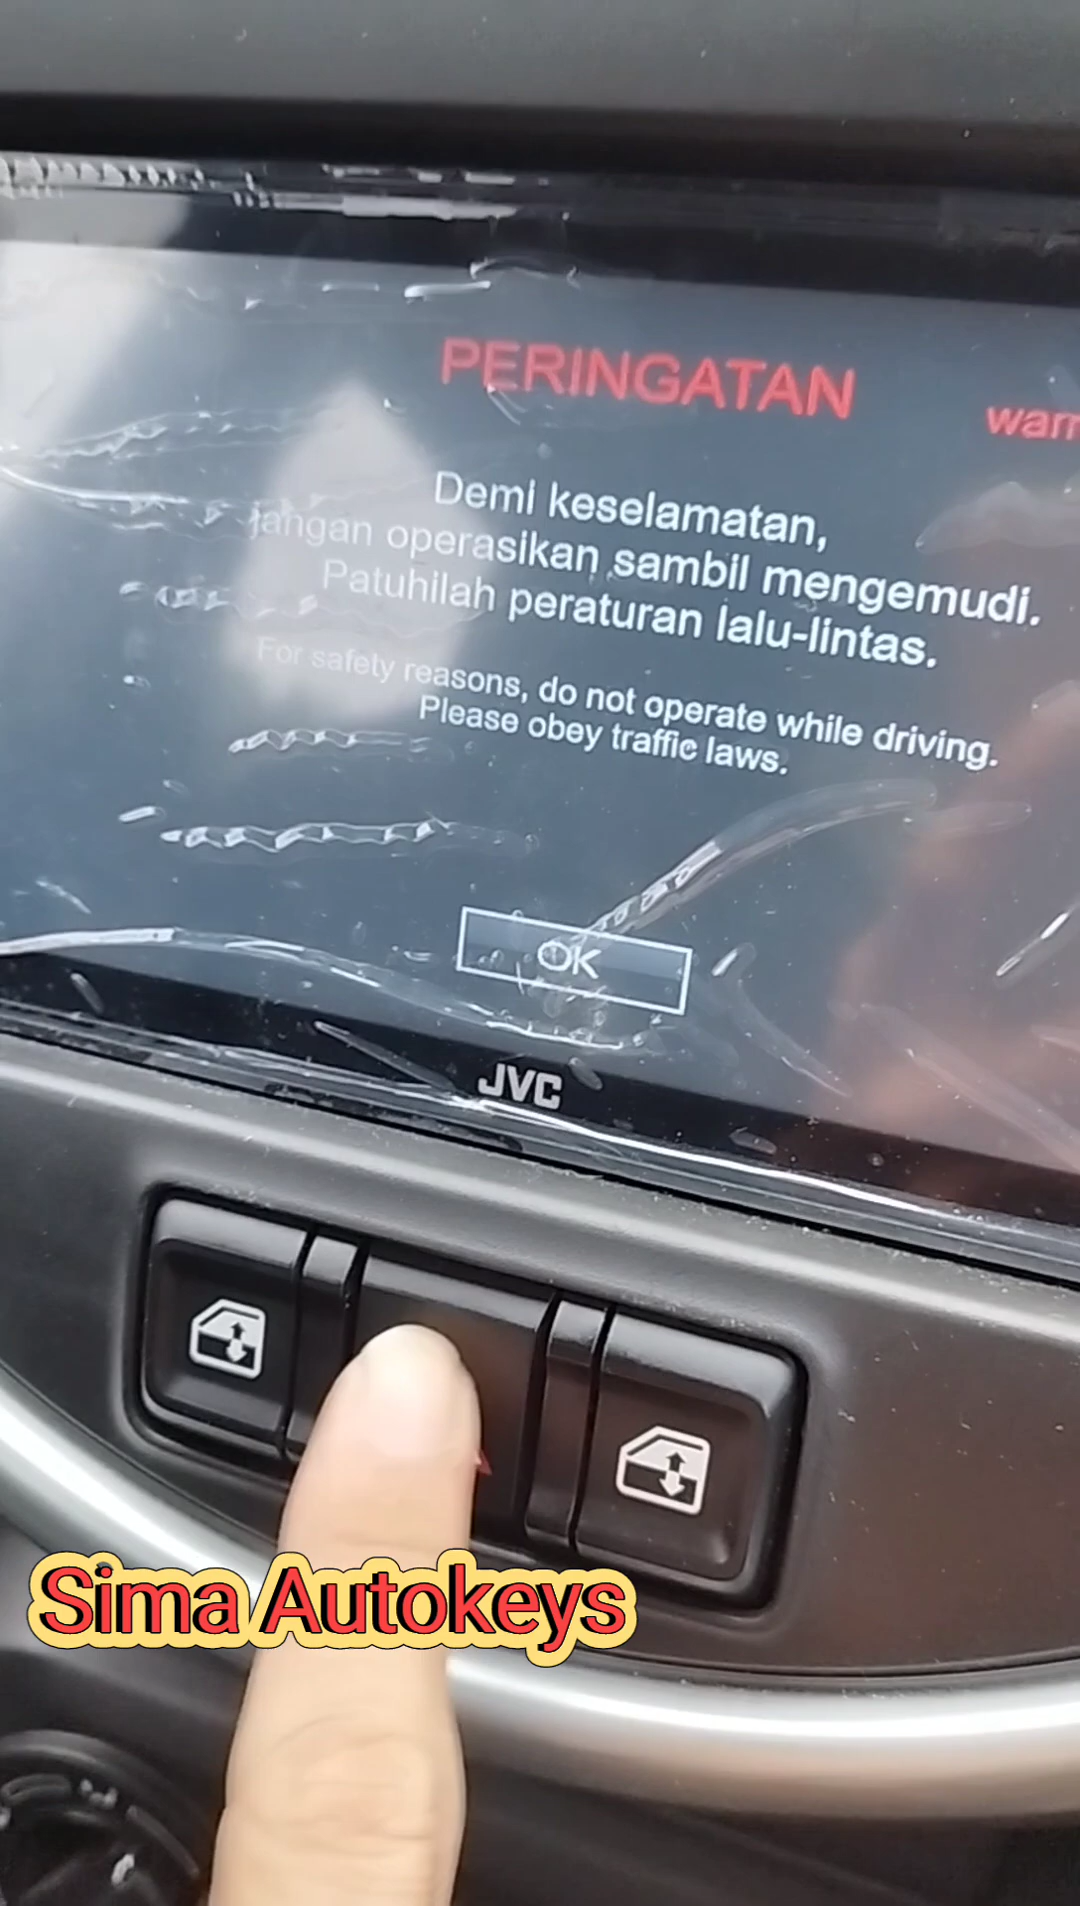 PERINGATAN
Demi keselamatan,
jangan operasikan sambil mengemudi.
Patuhilah peraturan lalu-lintas.
For safety reasons, do not operate while driving.
Please obey traffic laws.
OK
JVC
Sima Autokeys